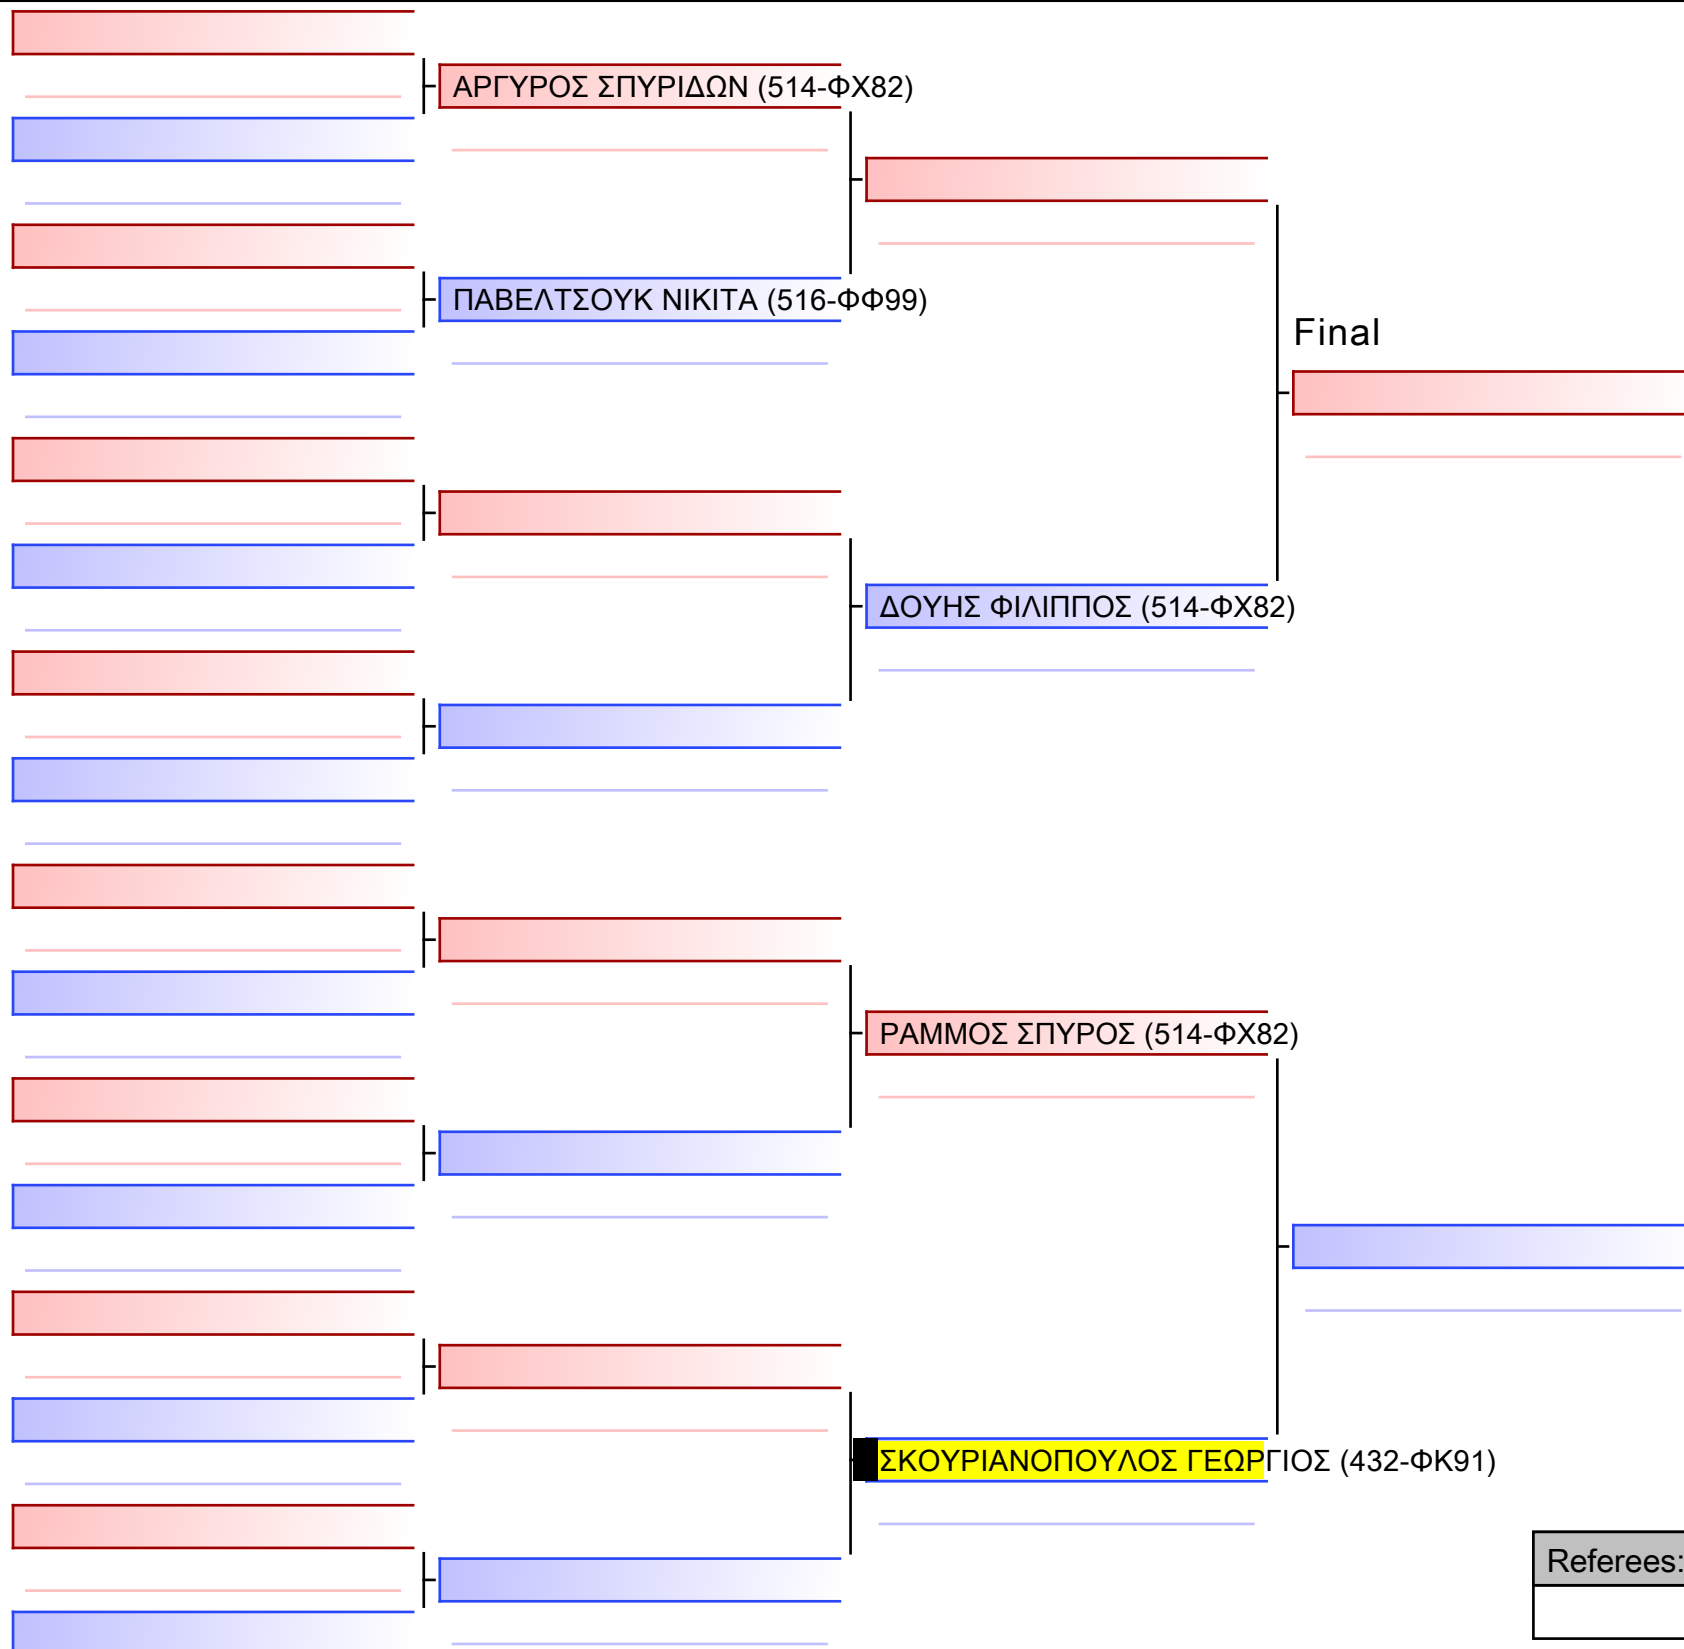 ΑΡΓΥΡΟΣ ΣΠΥΡΙΔΩΝ (514-ΦΧ82)
ΠΑΒΕΛΤΣΟΥΚ ΝΙΚΙΤΑ (516-ΦΦ99)
Final
ΔΟΥΗΣ ΦΙΛΙΠΠΟΣ (514-ΦΧ82)
ΡΑΜΜΟΣ ΣΠΥΡΟΣ (514-ΦΧ82)
ΣΚΟΥΡΙΑΝΟΠΟΥΛΟΣ ΓΕΩΡΓΙΟΣ (432-ΦΚ91)
Referees: